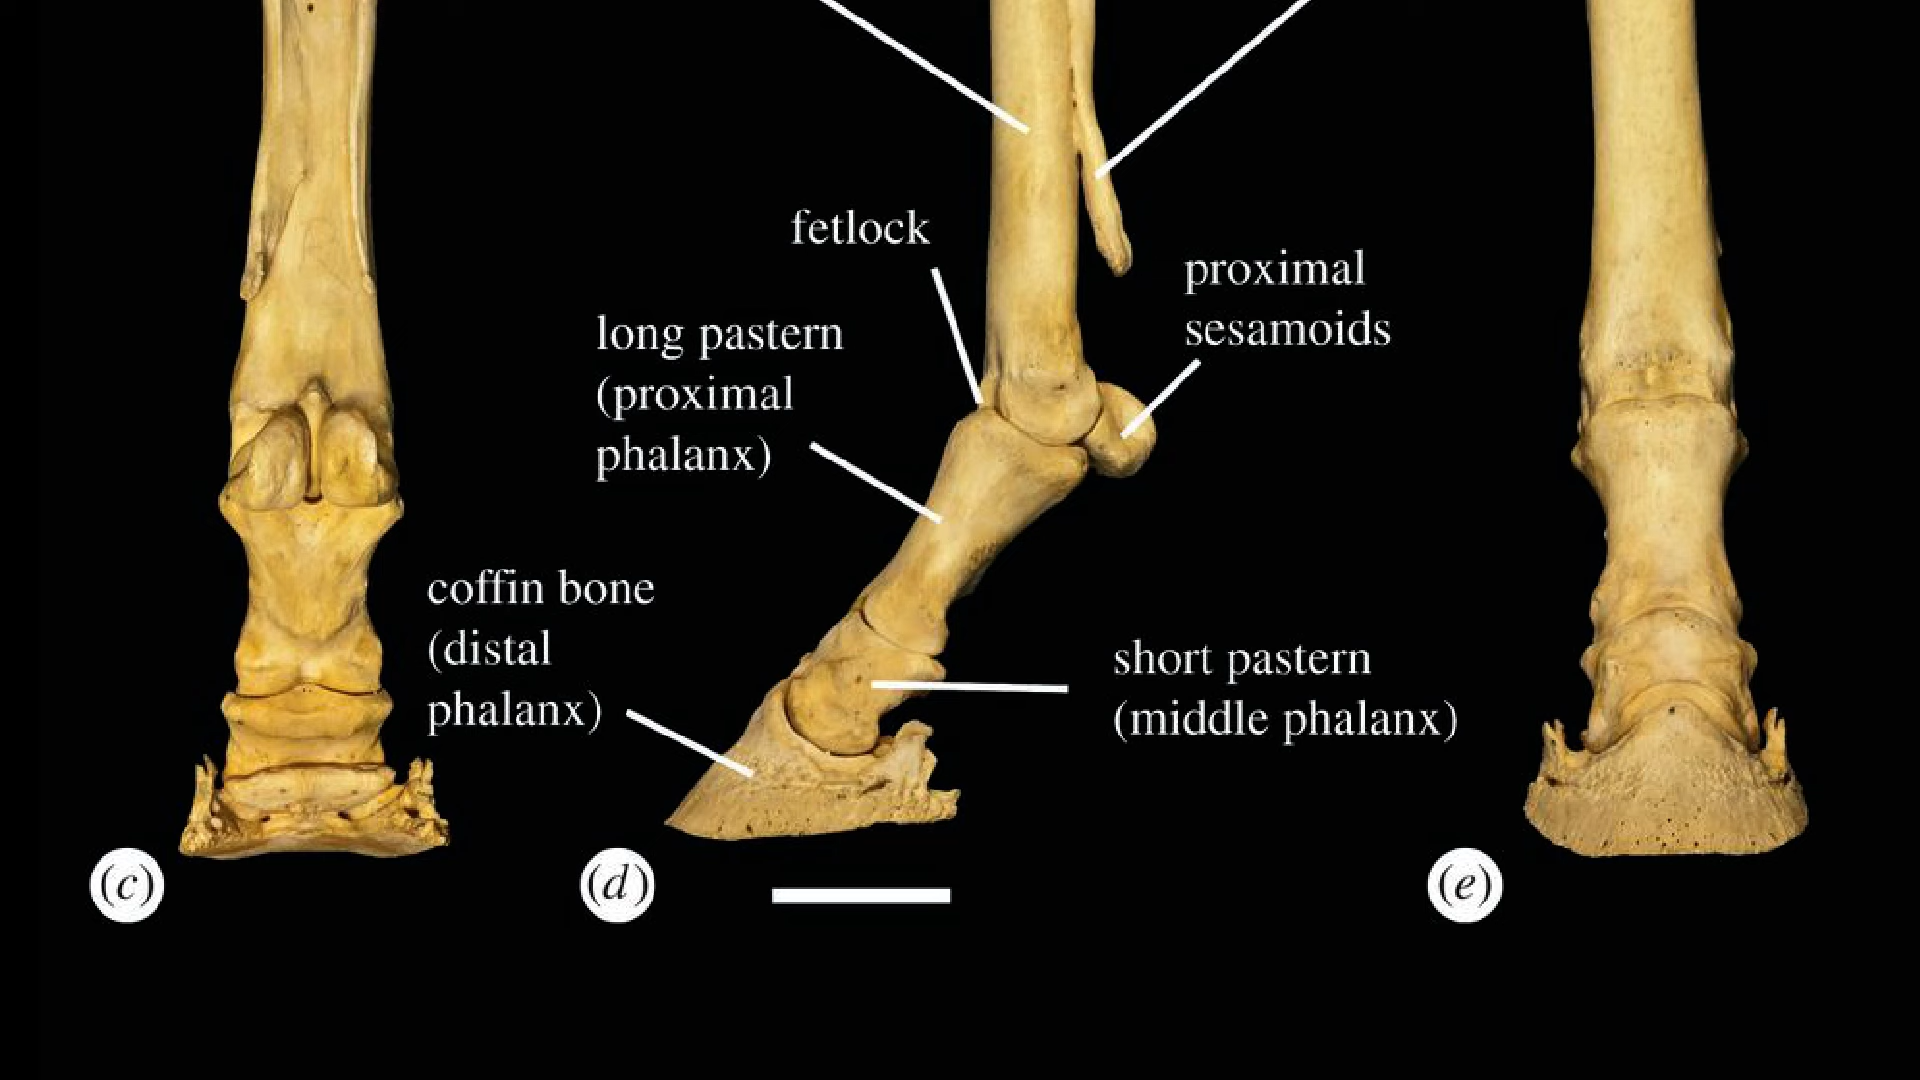 fetlock
proximal
sesamoids
long pastern
(proximal
phalanx)
coffin bone
(distal
phalanx)
short pastern
(middle phalanx)
(c)
(d)
(e)